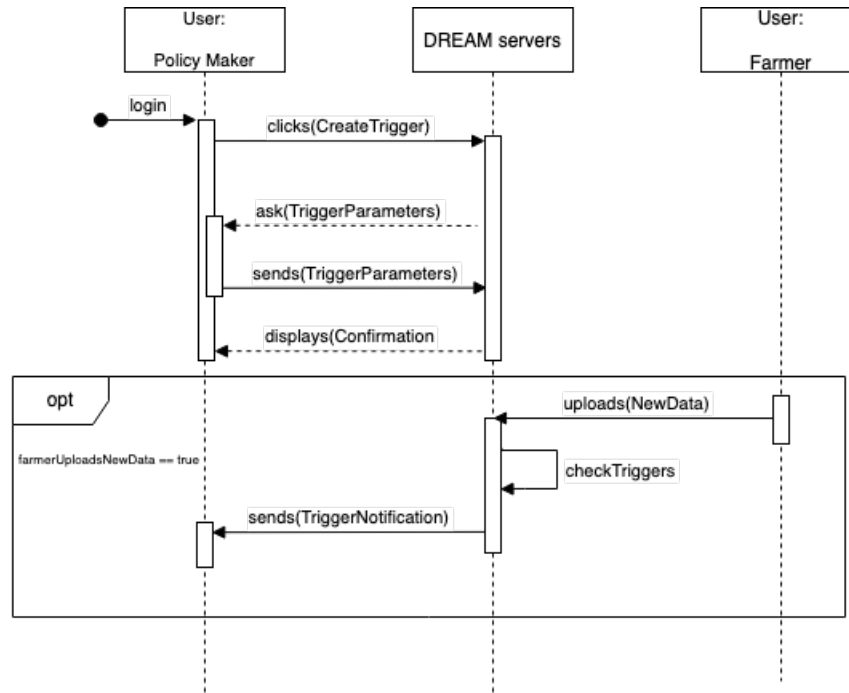 User:
Policy Maker
DREAM servers
User:
Farmer
login
clicks(CreateTrigger)
ask(TriggerParameters)
sends(TriggerParameters)
displays(Confirmation
opt
uploads(NewData)
farmerUploadsNewData == true
checkTriggers
sends(TriggerNotification)